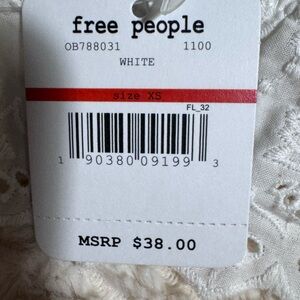 free people
OB788031 1100
WHITE
size XS
FL_32
1 90380 09199 3
MSRP $38.00